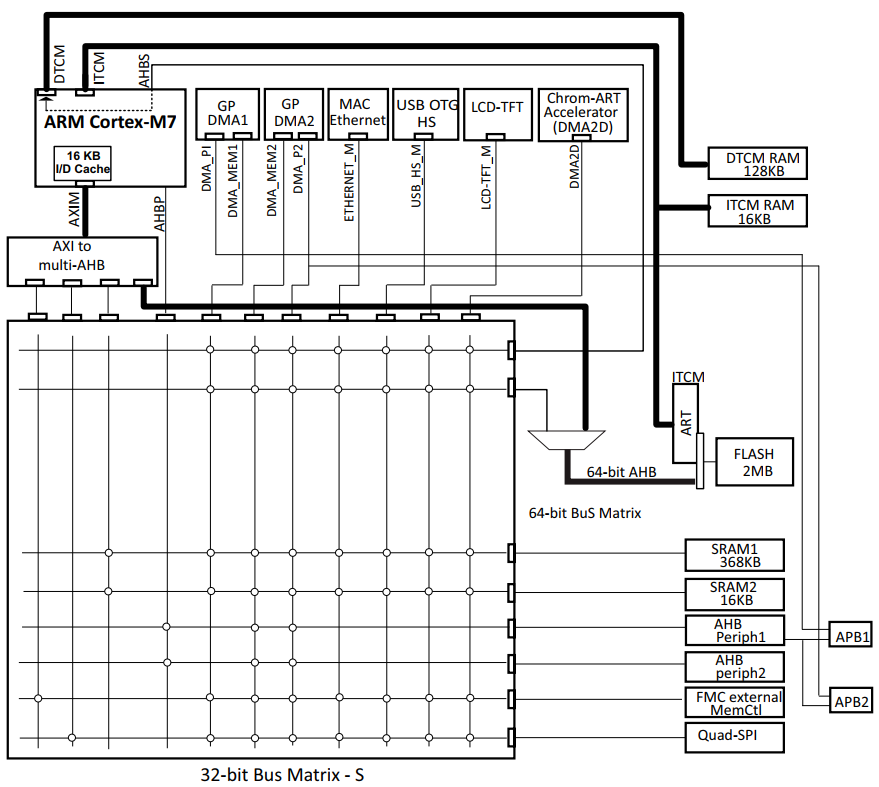 DTCM
ITCM
AHBS
ARM Cortex-M7
16 KB
I/D Cache
GP
DMA1
GP
DMA2
MAC
Ethernet
USB OTG
HS
LCD-TFT
Chrom-ART
Accelerator
(DMA2D)
DTCM RAM
128KB
ITCM RAM
16KB
AXIM
AHBP
DMA_PI
DMA_MEM1
DMA_MEM2
DMA_P2
ETHERNET_M
USB_HS_M
LCD-TFT_M
DMA2D
AXI to
multi-AHB
ITCM
ART
FLASH
2MB
64-bit AHB
64-bit BuS Matrix
SRAM1
368KB
SRAM2
16KB
AHB
Periph1
APB1
AHB
periph2
FMC external
MemCtl
APB2
Quad-SPI
32-bit Bus Matrix - S